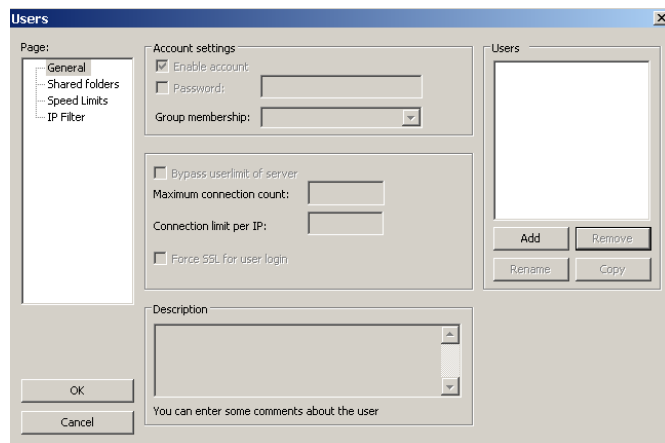 Users
Page:
General
Shared folders
Speed Limits
IP Filter
OK
Cancel
Account settings
Enable account
Password:
Group membership:
Bypass userlimit of server
Maximum connection count:
Connection limit per IP:
Force SSL for user login
Description
You can enter some comments about the user
Users
Add Remove
Rename Copy